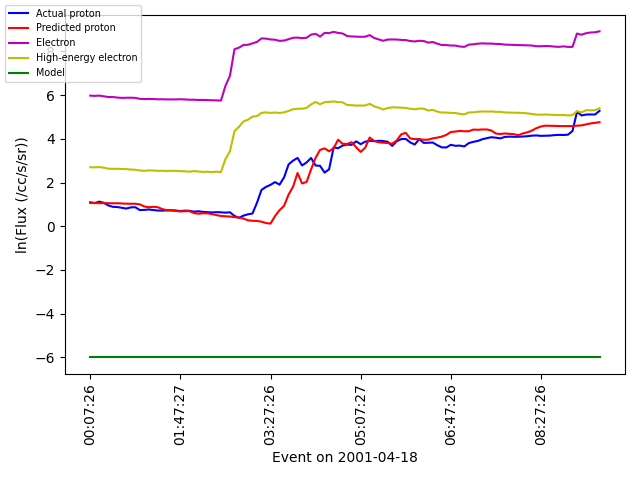 Actual proton
Predicted proton
Electron
High-energy electron
Model
6
4
2
0
−2
−4
−6
ln(Flux (/cc/s/sr))
00:07:26
01:47:27
03:27:26
05:07:27
06:47:26
08:27:26
Event on 2001-04-18